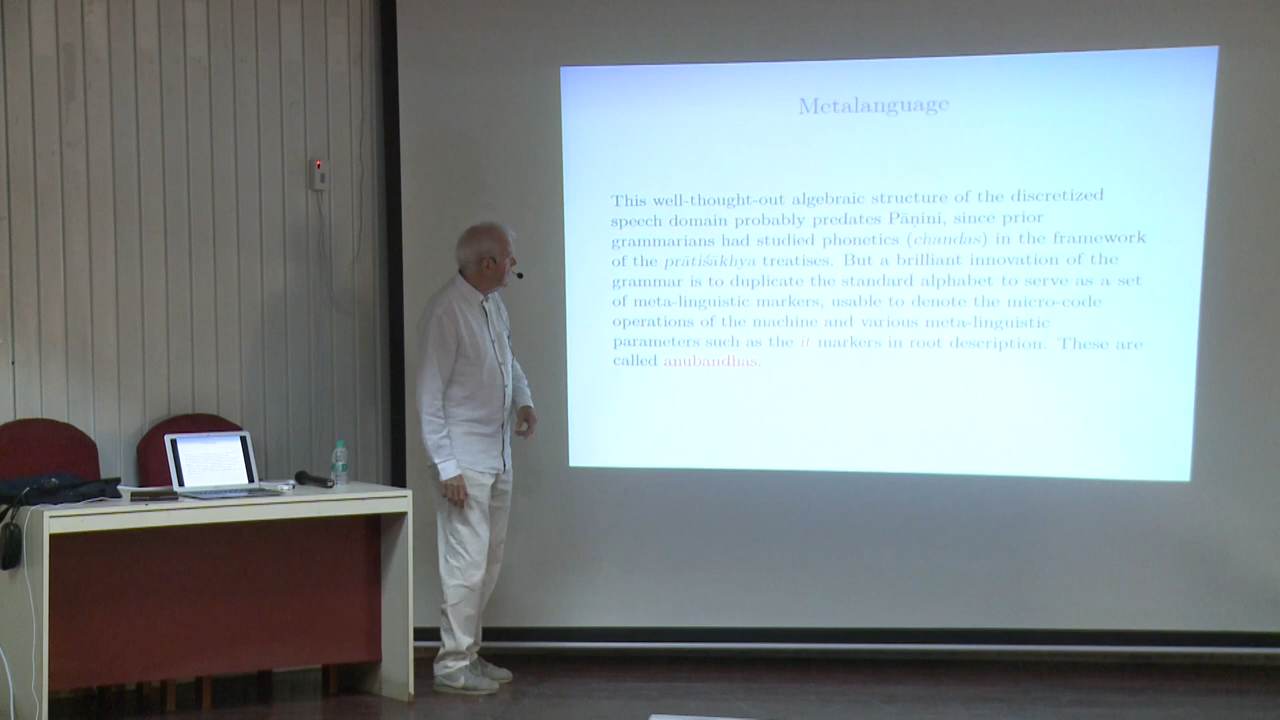 Metalanguage
This well-thought-out algebraic structure of the discretized
speech domain probably predates Pāṇini, since prior
grammarians had studied phonetics (chandas) in the framework
of the prātiśākhya treatises. But a brilliant innovation of the
grammar is to duplicate the standard alphabet to serve as a set
of meta-linguistic markers, usable to denote the micro-code
operations of the machine and various meta-linguistic
parameters such as the it markers in root description. These are
called anubandhas.